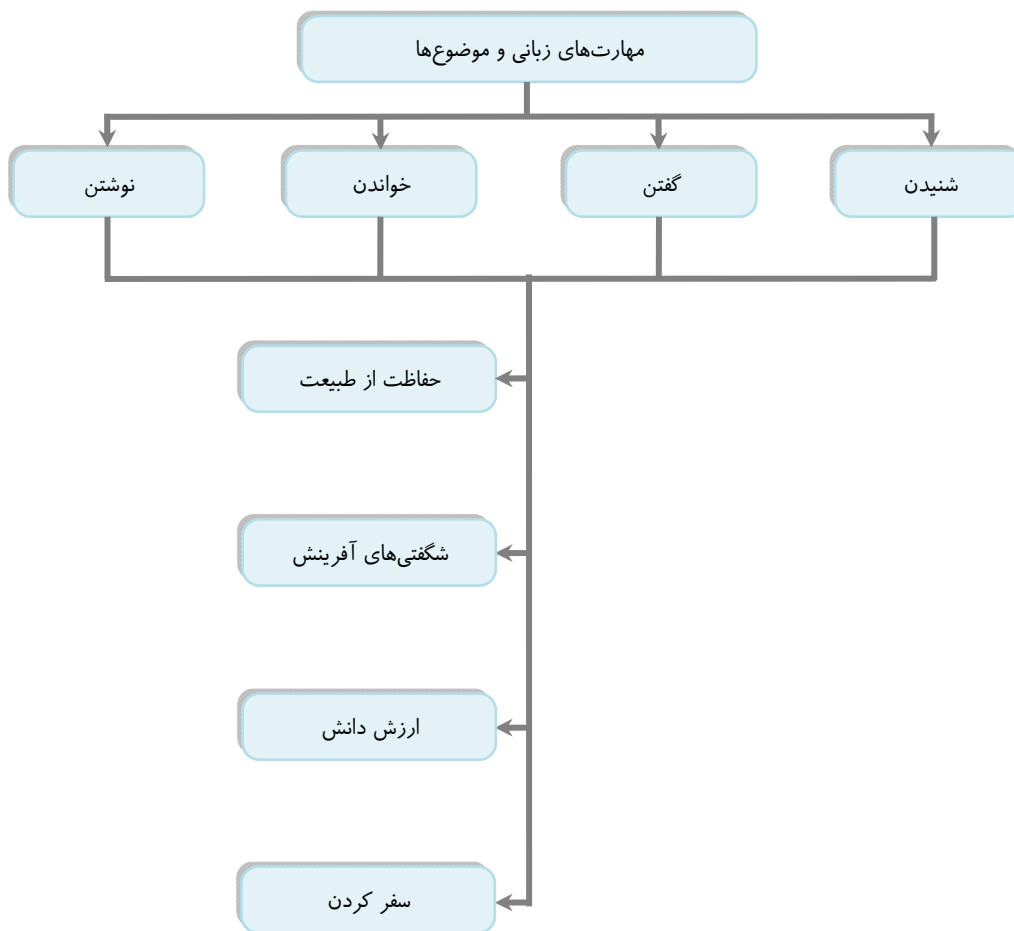 مهارت‌های زبانی و موضوع‌ها
شنیدن
گفتن
خواندن
نوشتن
حفاظت از طبیعت
شگفتی‌های آفرینش
ارزش دانش
سفر کردن